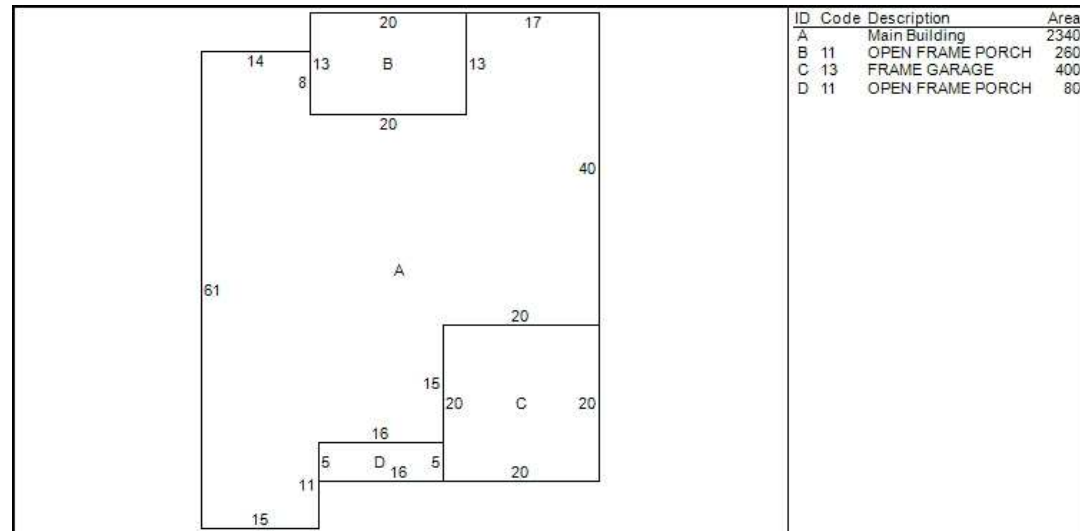 20 17
14 13 B 13
8
20
40
A
61
20
15
20 C 20
16
5 D 16 5
20
11
15
ID Code Description Area
A Main Building 2340
B 11 OPEN FRAME PORCH 260
C 13 FRAME GARAGE 400
D 11 OPEN FRAME PORCH 80